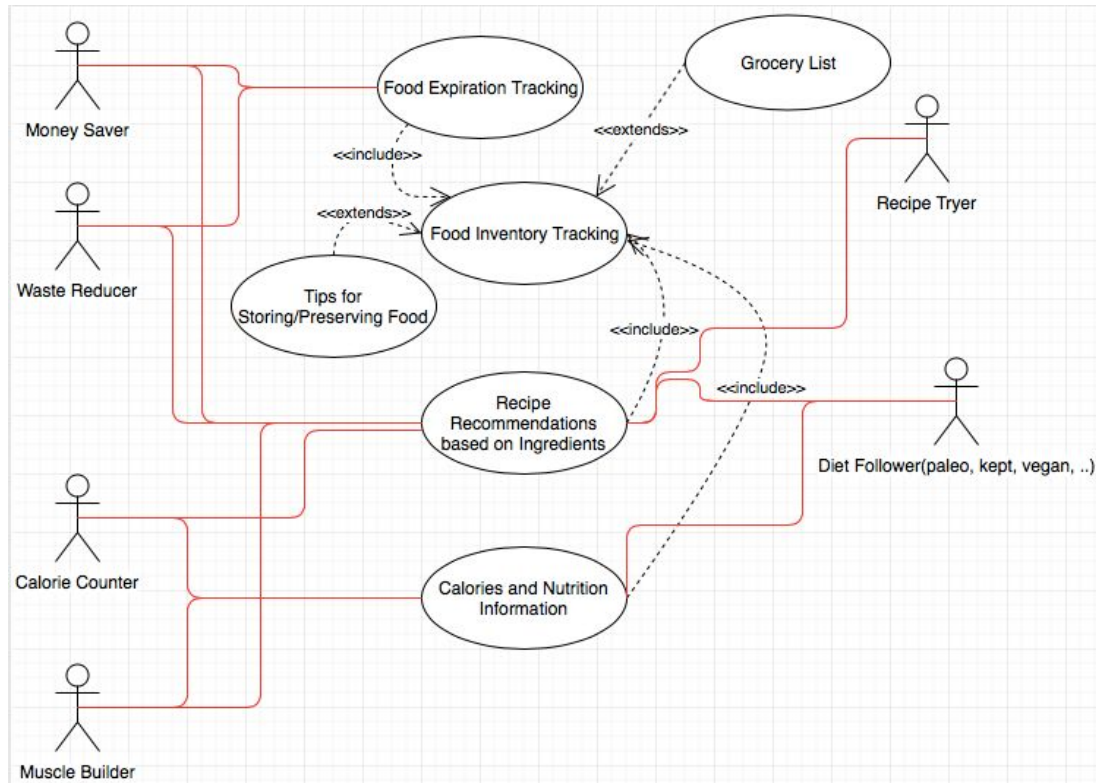 Money Saver
Food Expiration Tracking
Grocery List
<<include>>
<<extends>>
Recipe Tryer
Waste Reducer
<<extends>>
Food Inventory Tracking
Tips for
Storing/Preserving Food
<<include>>
Recipe
Recommendations
based on Ingredients
<<include>>
Diet Follower(paleo, kept, vegan, ..)
Calorie Counter
Calories and Nutrition
Information
Muscle Builder